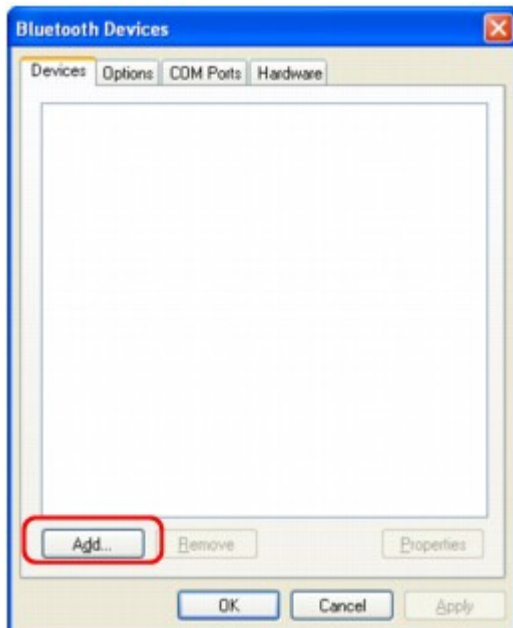 Bluetooth Devices
Devices Options COM Ports Hardware
Add... Remove Properties
OK Cancel Apply